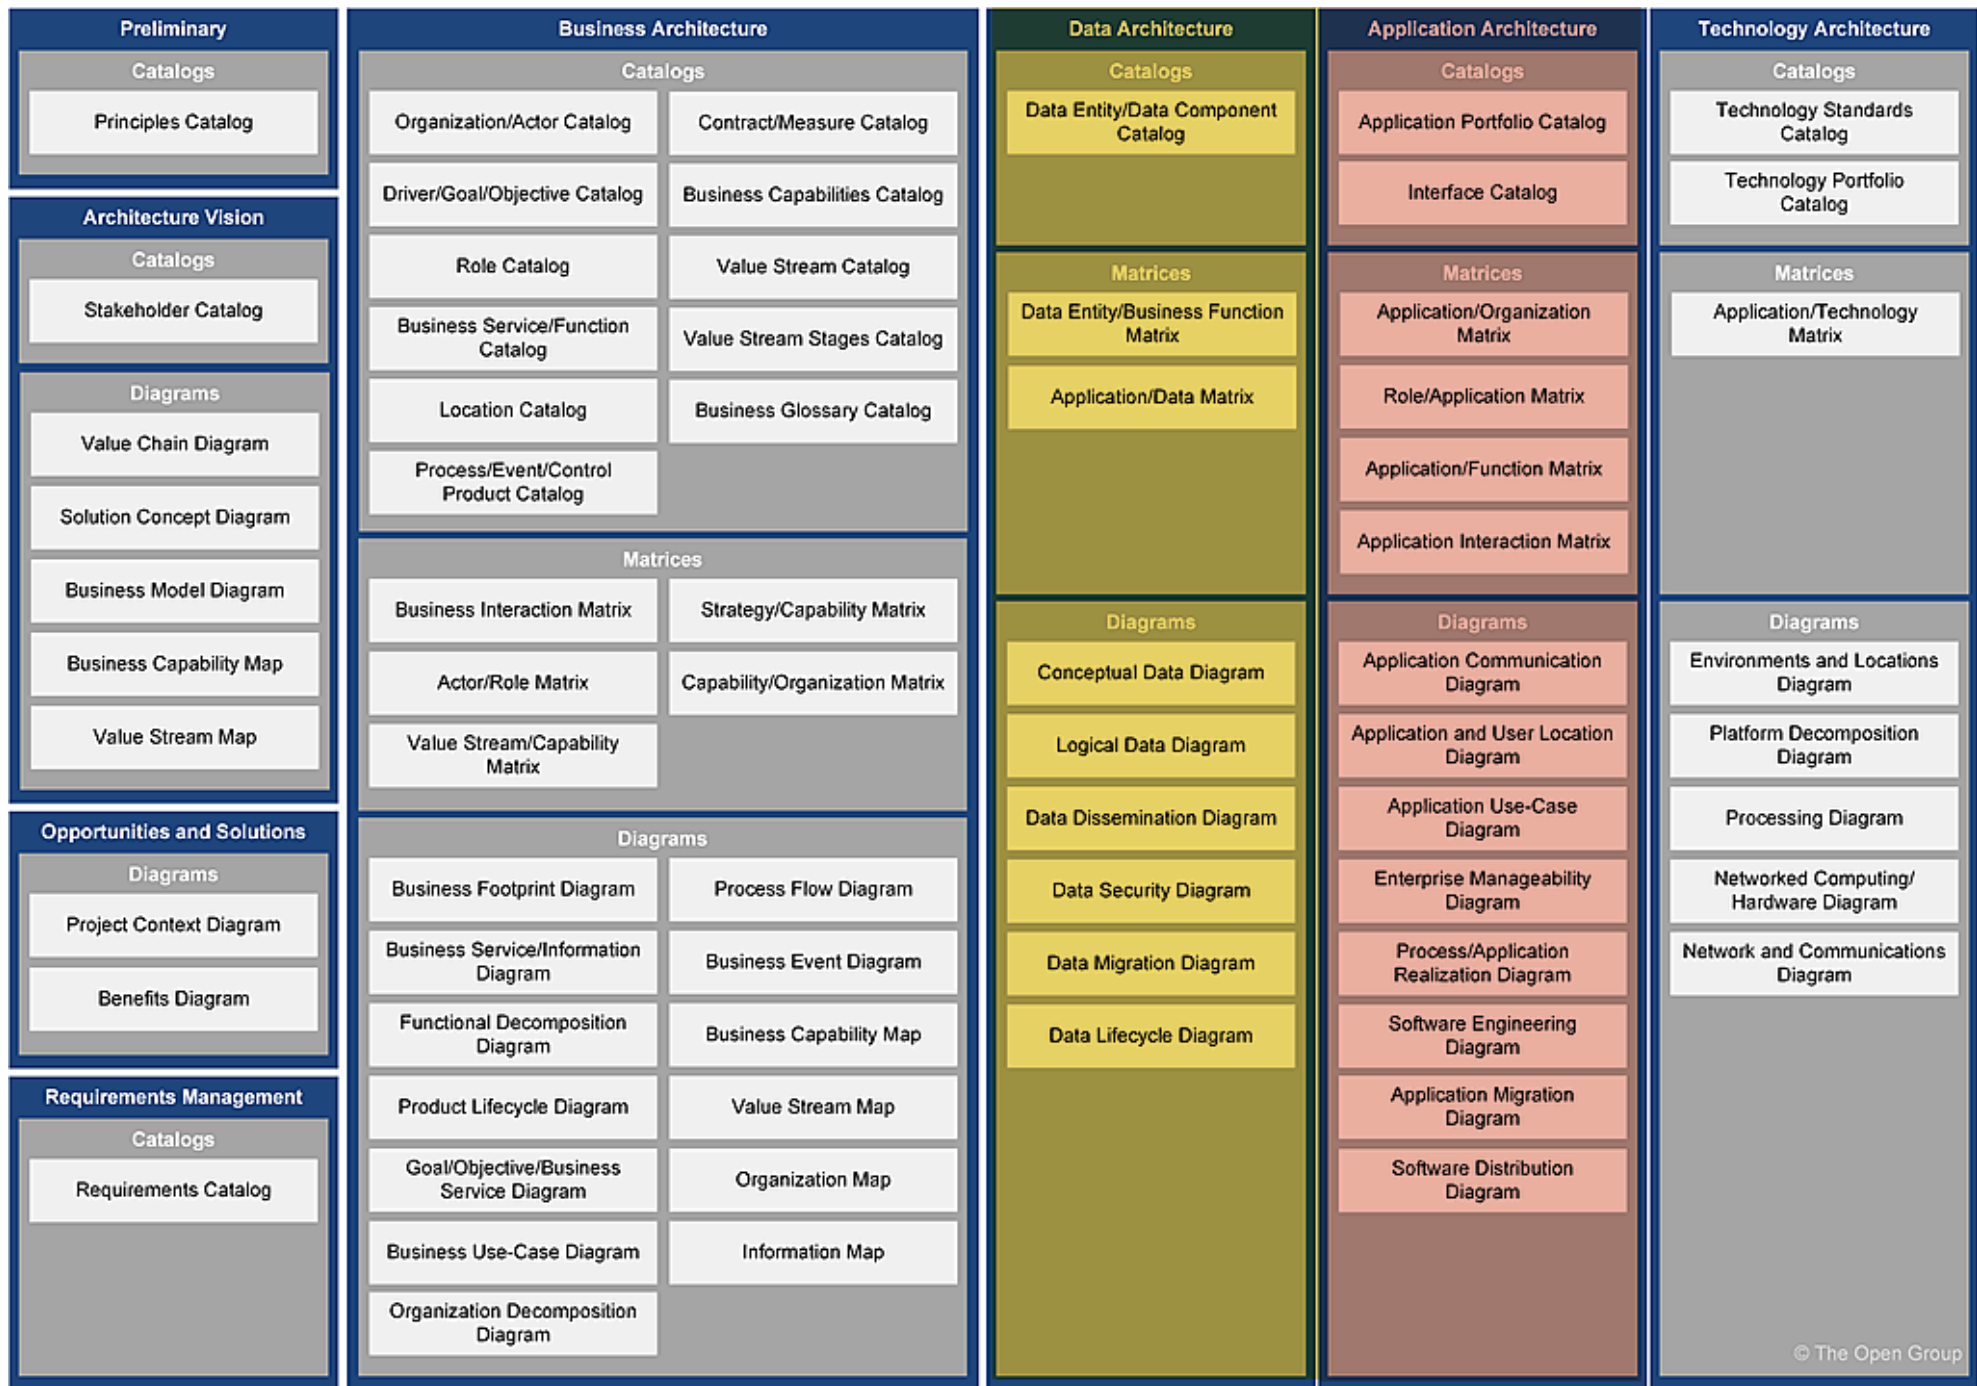 Preliminary
Catalogs
Principles Catalog
Architecture Vision
Catalogs
Stakeholder Catalog
Diagrams
Value Chain Diagram
Solution Concept Diagram
Business Model Diagram
Business Capability Map
Value Stream Map
Opportunities and Solutions
Diagrams
Project Context Diagram
Benefits Diagram
Requirements Management
Catalogs
Requirements Catalog
Business Architecture
Catalogs
Organization/Actor Catalog
Driver/Goal/Objective Catalog
Role Catalog
Business Service/Function
Catalog
Location Catalog
Process/Event/Control
Product Catalog
Contract/Measure Catalog
Business Capabilities Catalog
Value Stream Catalog
Value Stream Stages Catalog
Business Glossary Catalog
Matrices
Business Interaction Matrix
Actor/Role Matrix
Value Stream/Capability
Matrix
Strategy/Capability Matrix
Capability/Organization Matrix
Diagrams
Business Footprint Diagram
Business Service/Information
Diagram
Functional Decomposition
Diagram
Product Lifecycle Diagram
Goal/Objective/Business
Service Diagram
Business Use-Case Diagram
Organization Decomposition
Diagram
Process Flow Diagram
Business Event Diagram
Business Capability Map
Value Stream Map
Organization Map
Information Map
Data Architecture
Catalogs
Data Entity/Data Component
Catalog
Matrices
Data Entity/Business Function
Matrix
Application/Data Matrix
Diagrams
Conceptual Data Diagram
Logical Data Diagram
Data Dissemination Diagram
Data Security Diagram
Data Migration Diagram
Data Lifecycle Diagram
Application Architecture
Catalogs
Application Portfolio Catalog
Interface Catalog
Matrices
Application/Organization
Matrix
Role/Application Matrix
Application/Function Matrix
Application Interaction Matrix
Diagrams
Application Communication
Diagram
Application and User Location
Diagram
Application Use-Case
Diagram
Enterprise Manageability
Diagram
Process/Application
Realization Diagram
Software Engineering
Diagram
Application Migration
Diagram
Software Distribution
Diagram
Technology Architecture
Catalogs
Technology Standards
Catalog
Technology Portfolio
Catalog
Matrices
Application/Technology
Matrix
Diagrams
Environments and Locations
Diagram
Platform Decomposition
Diagram
Processing Diagram
Networked Computing/
Hardware Diagram
Network and Communications
Diagram
© The Open Group